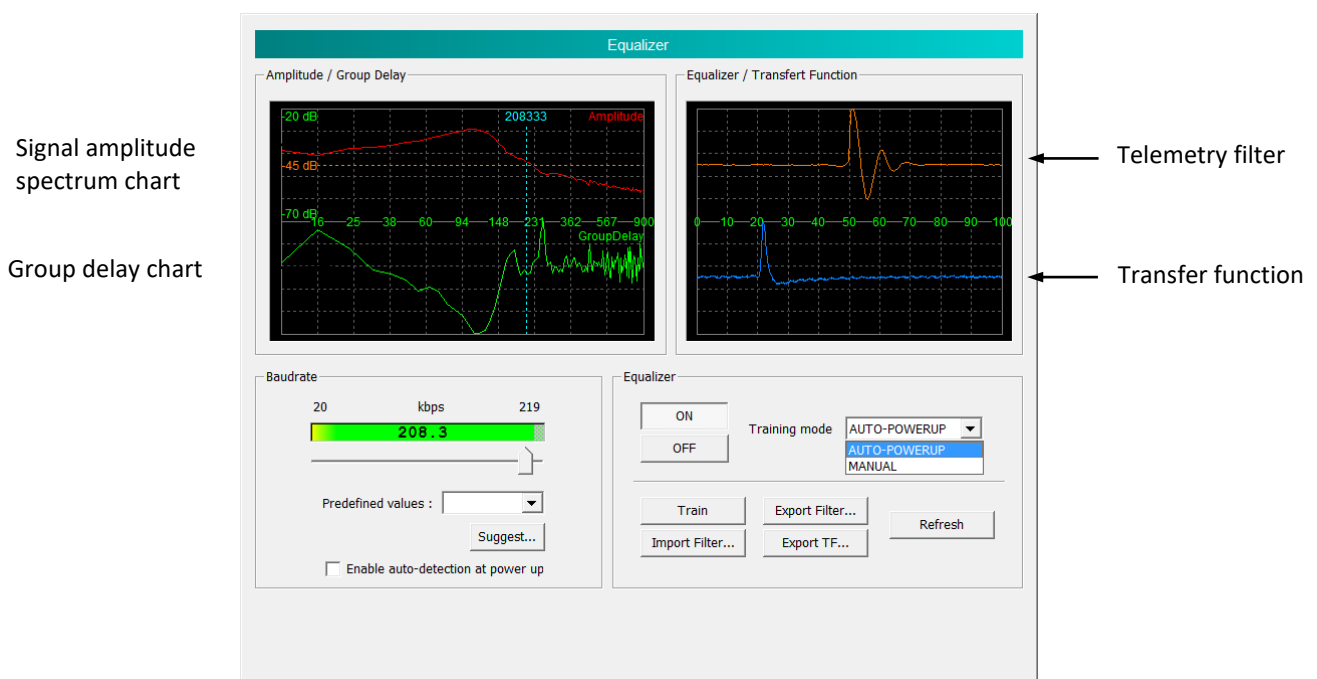 Equalizer
Amplitude / Group Delay
Equalizer / Transfert Function
-20 dB
208333
Amplitude
Signal amplitude
spectrum chart
-45 dB
Telemetry filter
-70 dB
16 25 38 60 94 148 231 362 567 900
0 10 20 30 40 50 60 70 80 90 100
GroupDelay
Group delay chart
Transfer function
Baudrate
20 kbps 219
208.3
Predefined values :
Suggest...
Enable auto-detection at power up
Equalizer
ON
OFF
Training mode
AUTO-POWERUP
AUTO-POWERUP
MANUAL
Train
Export Filter...
Refresh
Import Filter...
Export TF...